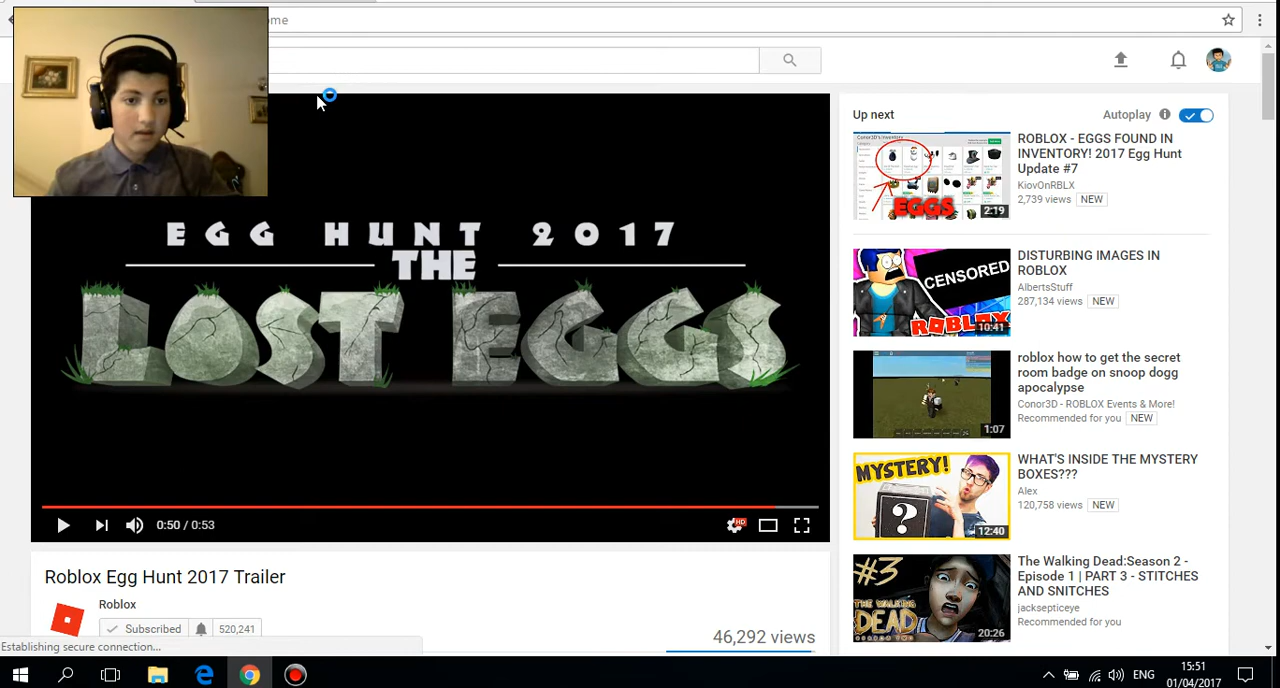 ome
EGG HUNT 2017
THE
LOST EGGS
0:50 / 0:53
HD
Roblox Egg Hunt 2017 Trailer
Roblox
Subscribed
520,241
46,292 views
Establishing secure connection...
Up next
Autoplay
EGGS
2:19
ROBLOX - EGGS FOUND IN
INVENTORY! 2017 Egg Hunt
Update #7
KiovOnRBLX
2,739 views NEW
CENSORED
ROBLOX
10:41
DISTURBING IMAGES IN
ROBLOX
AlbertsStuff
287,134 views NEW
1:07
roblox how to get the secret
room badge on snoop dogg
apocalypse
Conor3D - ROBLOX Events & More!
Recommended for you NEW
MYSTERY!
?
12:40
WHAT'S INSIDE THE MYSTERY
BOXES???
Alex
120,758 views NEW
#3
THE WALKING
DEAD
20:26
The Walking Dead:Season 2 -
Episode 1 | PART 3 - STITCHES
AND SNITCHES
jacksepticeye
Recommended for you
ENG
15:51
01/04/2017